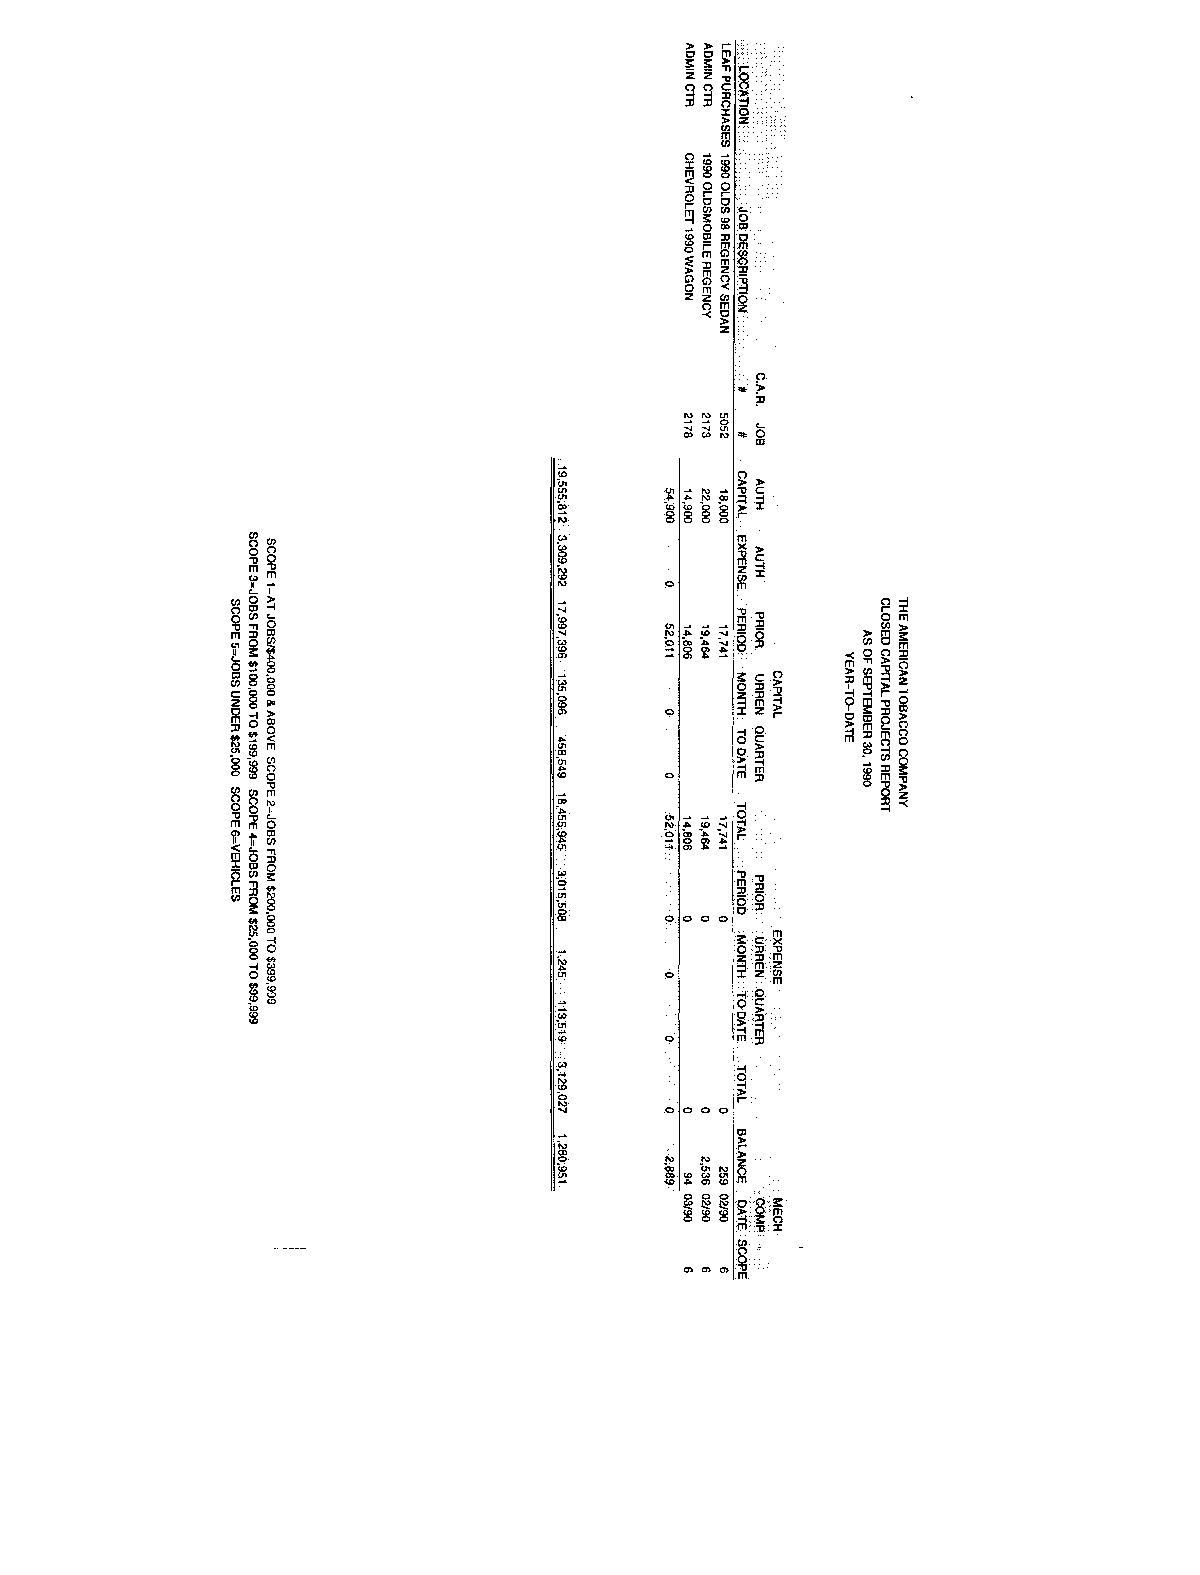 THE AMERICAN TOBACCO COMPANY
CLOSED CAPITAL PROJECTS REPORT
AS OF SEPTEMBER 30, 1990
YEAR-TO-DATE
CAPITAL EXPENSE MECH
C.A.R. JOB AUTH AUTH PRIOR URREN QUARTER PRIOR URREN QUARTER COMP
LOCATION JOB DESCRIPTION # # CAPITAL EXPENSE PERIOD MONTH TO DATE TOTAL PERIOD MONTH TO DATE TOTAL BALANCE DATE SCOPE
LEAF PURCHASES 1990 OLDS 98 REGENCY SEDAN 5052 18,000 17,741 17,741 0 0 259 02/90 6
ADMIN CTR 1990 OLDSMOBILE REGENCY 2173 22,000 19,464 19,464 0 0 2,536 02/90 6
ADMIN CTR CHEVROLET 1990 WAGON 2178 14,900 14,806 14,806 0 0 94 03/90 6
54,900 0 52,011 0 0 52,011 0 0 0 0 2,889
19,555,812 3,309,292 17,997,396 135,096 458,549 18,455,945 3,015,508 1,245 113,519 3,129,027 1,280,951
SCOPE 1-AT JOBS/$400,000 & ABOVE SCOPE 2=JOBS FROM $200,000 TO $399,999
SCOPE 3=JOBS FROM $100,000 TO $199,999 SCOPE 4=JOBS FROM $25,000 TO $99,999
SCOPE 5=JOBS UNDER $25,000 SCOPE 6=VEHICLES